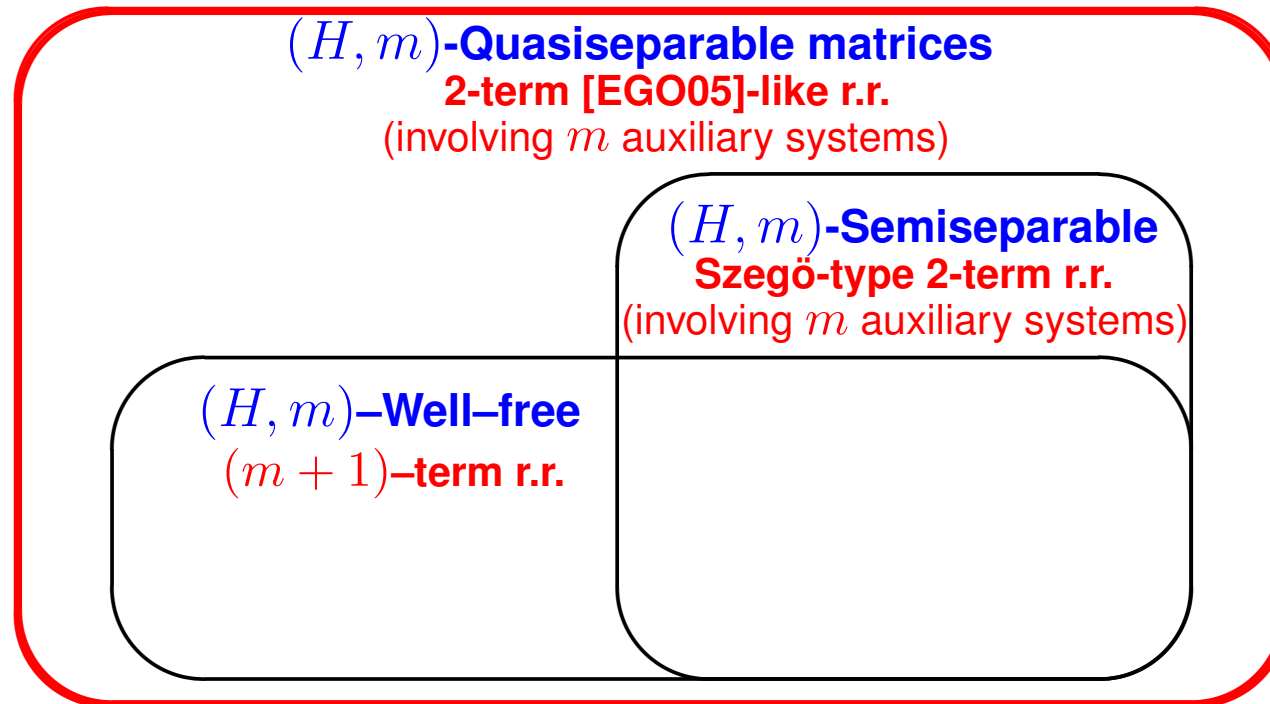 (H, m)-Quasiseparable matrices
2-term [EGO05]-like r.r.
(involving m auxiliary systems)
(H, m)-Semiseparable
Szegö-type 2-term r.r.
(involving m auxiliary systems)
(H, m)–Well–free
(m + 1)–term r.r.